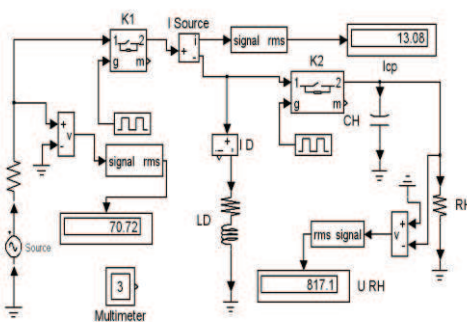 K1
I Source
1
2
g
m
+
-
i
signal rms
13.08
Icp
K2
1
2
g
m
CH
+
-
v
signal rms
I D
+
-
i
LD
RH
+
-
v
rms signal
70.72
Source
3
Multimeter
817.1
U RH